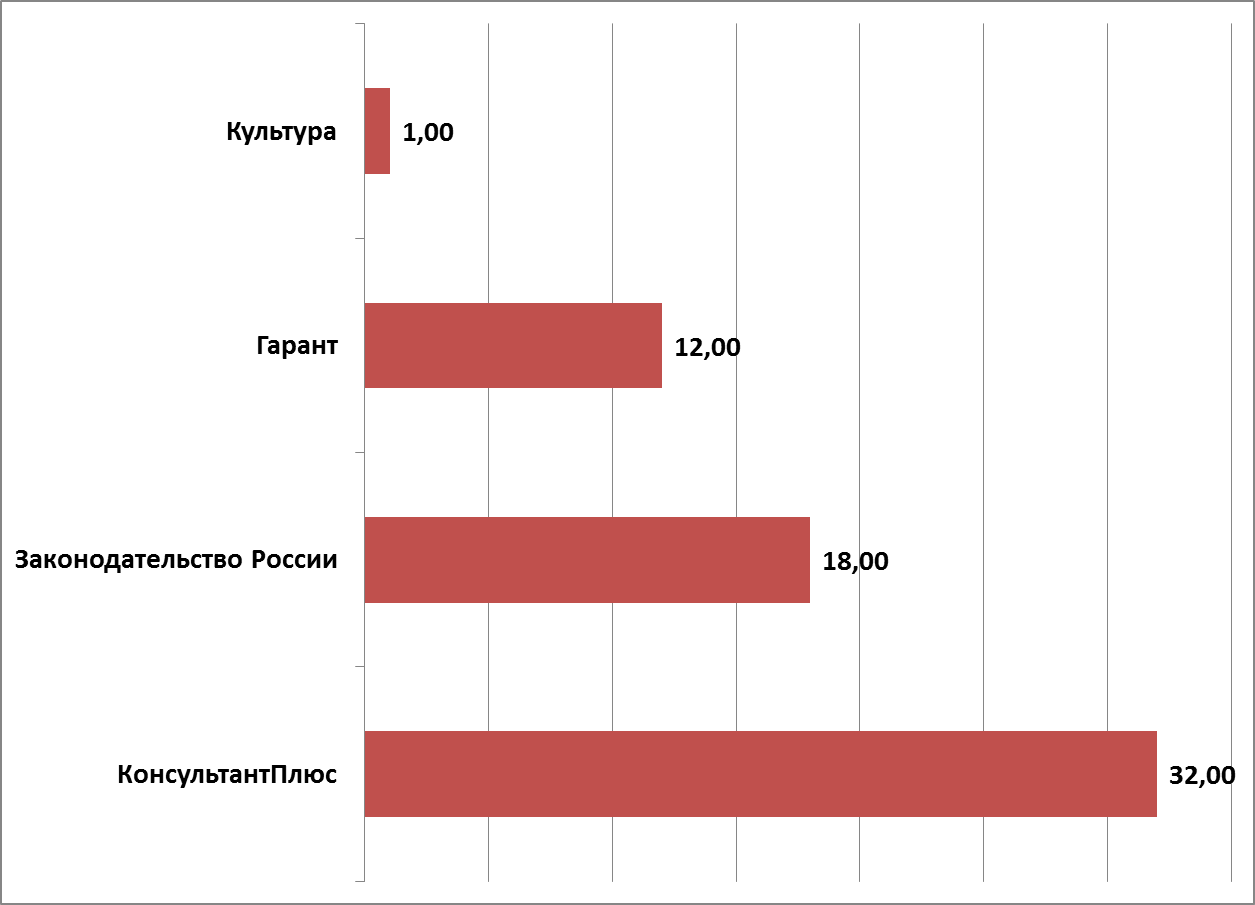 Культура 1,00
Гарант 12,00
Законодательство России 18,00
КонсультантПлюс 32,00